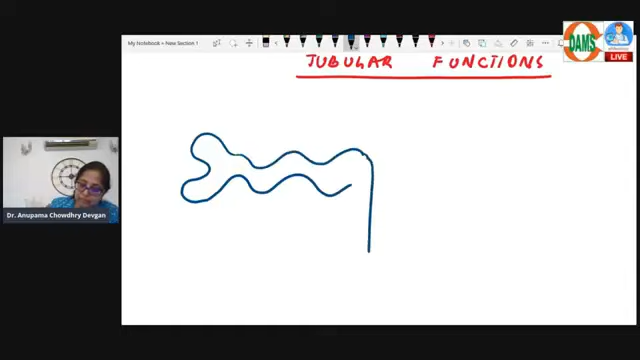 My Notebook » New Section 1
TUBULAR FUNCTIONS
DAMS
LIVE
Dr. Anupama Chowdhry Devgan